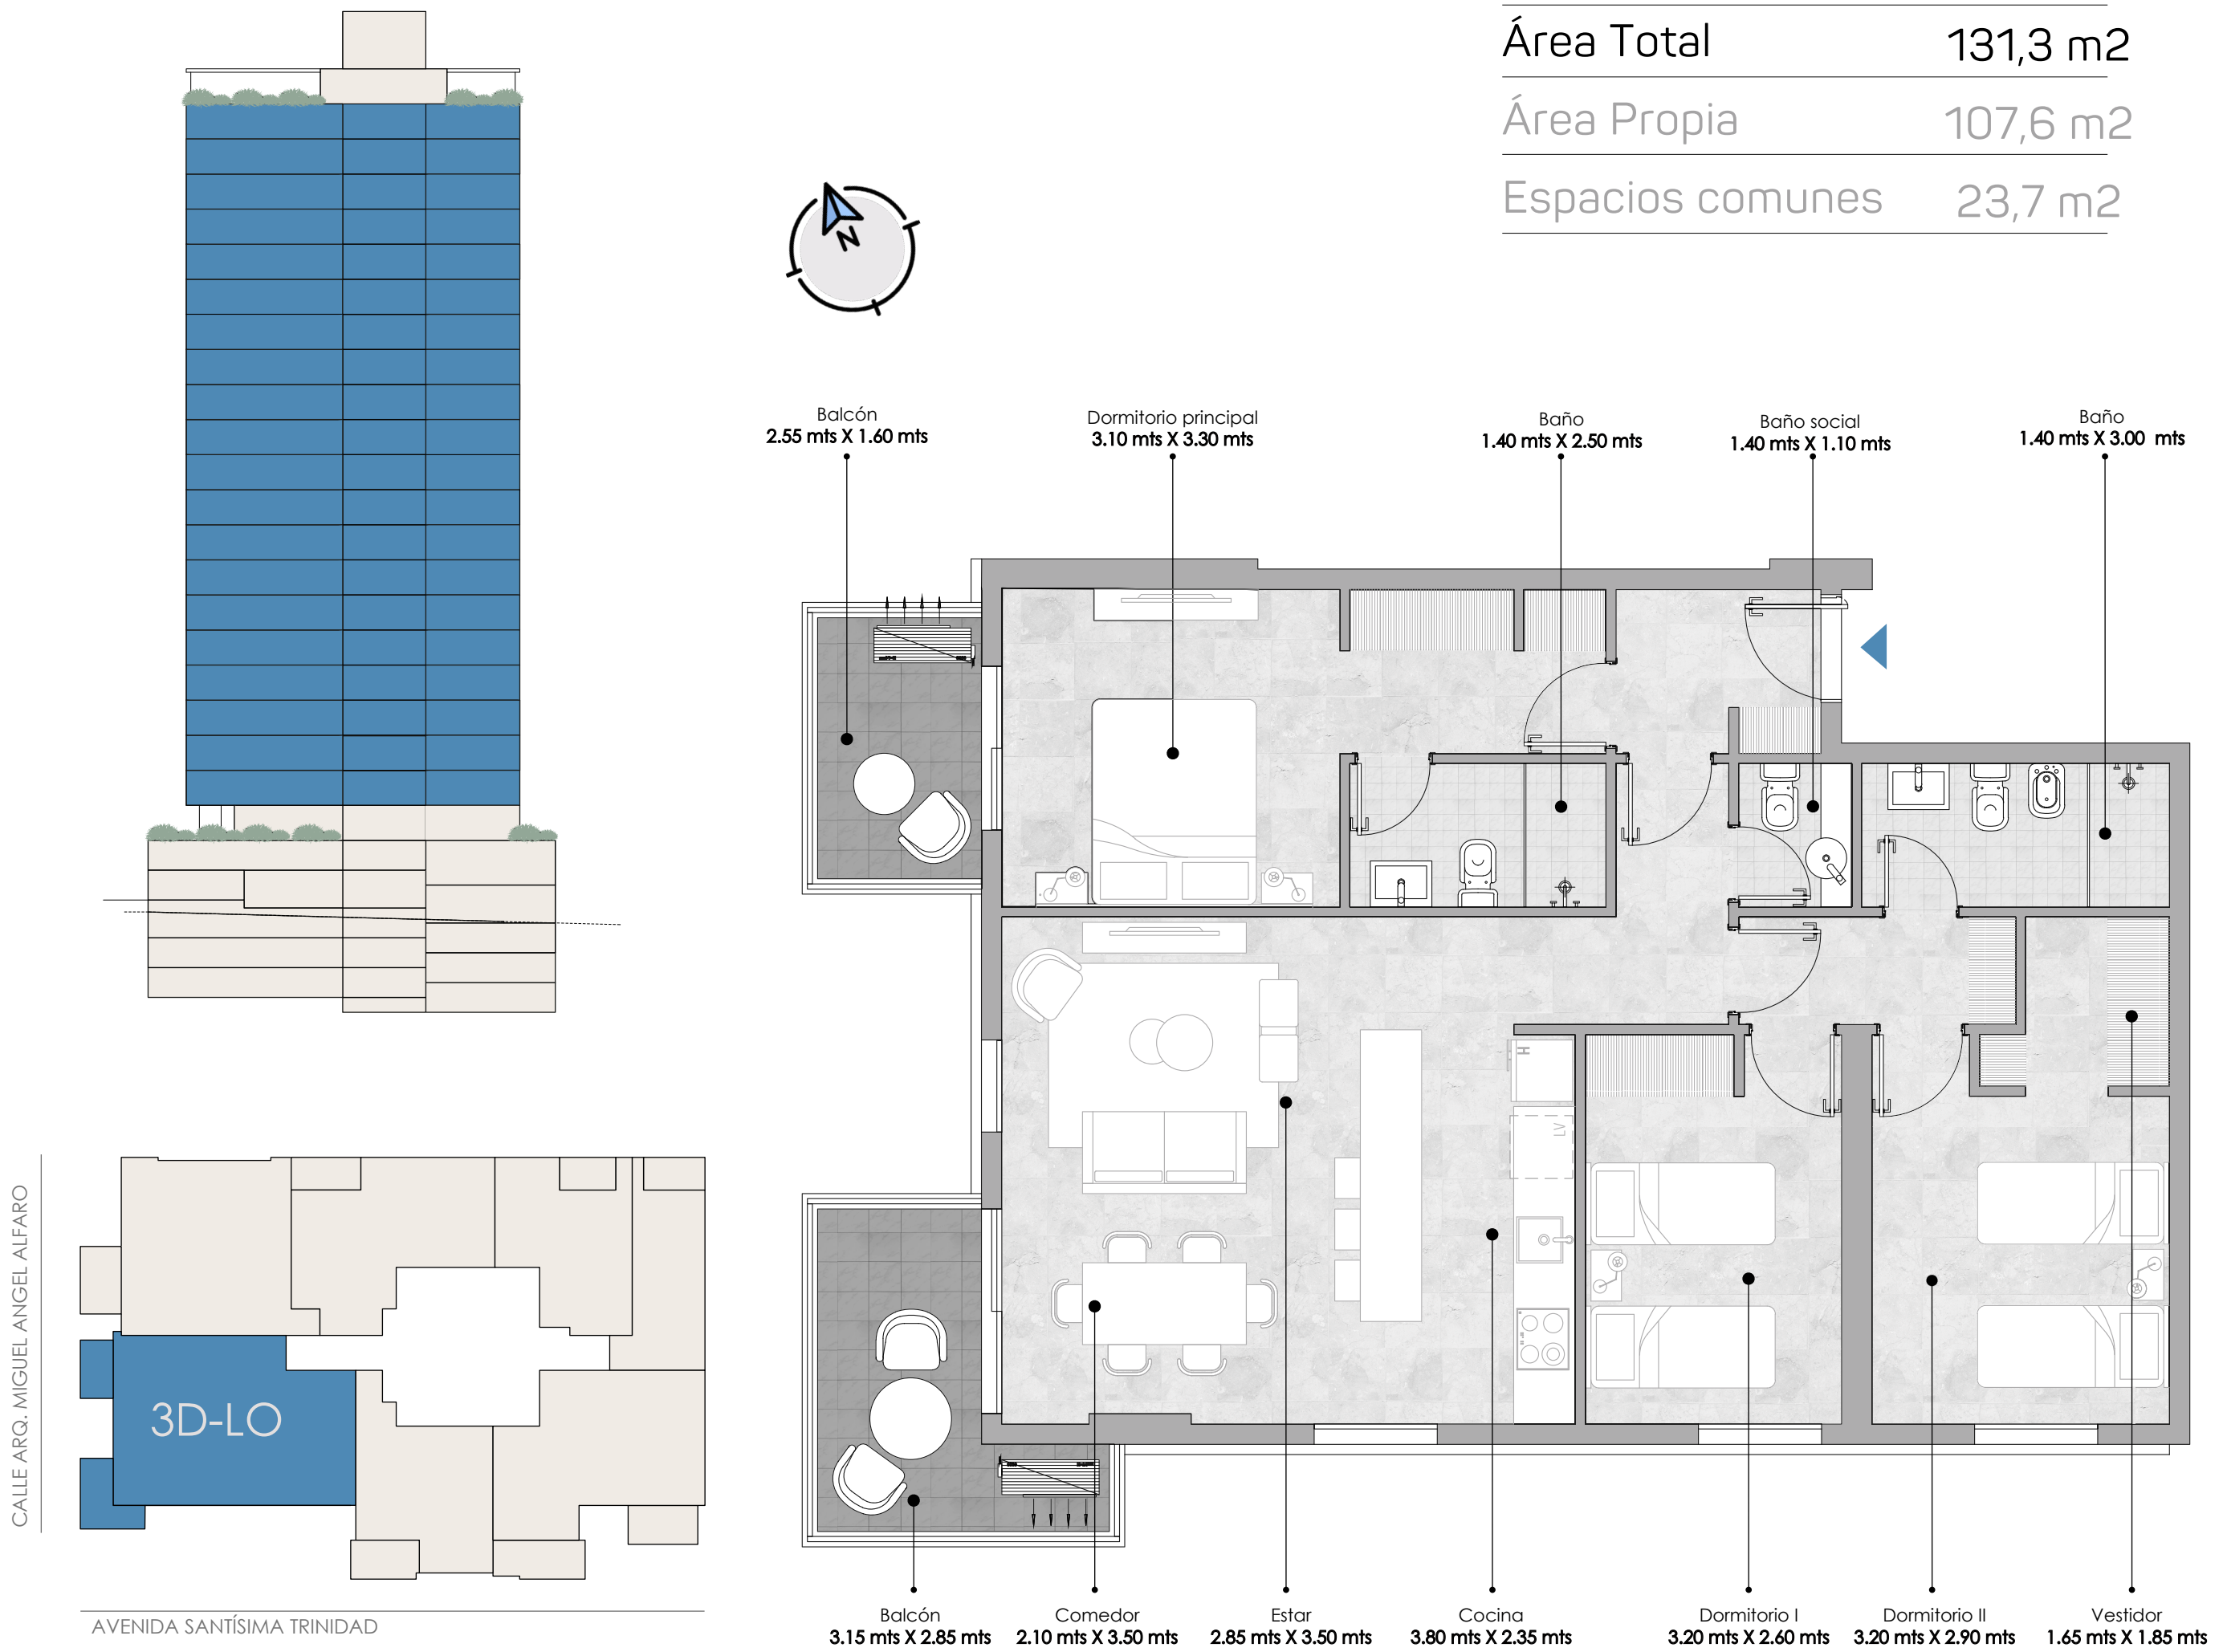 Área Total 131,3 m2
Área Propia 107,6 m2
Espacios comunes 23,7 m2
N
Balcón
2.55 mts X 1.60 mts
Dormitorio principal
3.10 mts X 3.30 mts
Baño
1.40 mts X 2.50 mts
Baño social
1.40 mts X 1.10 mts
Baño
1.40 mts X 3.00 mts
H
LV
CALLE ARQ. MIGUEL ANGEL ALFARO
3D-LO
AVENIDA SANTÍSIMA TRINIDAD
Balcón
3.15 mts X 2.85 mts
Comedor
2.10 mts X 3.50 mts
Estar
2.85 mts X 3.50 mts
Cocina
3.80 mts X 2.35 mts
Dormitorio I
3.20 mts X 2.60 mts
Dormitorio II
3.20 mts X 2.90 mts
Vestidor
1.65 mts X 1.85 mts